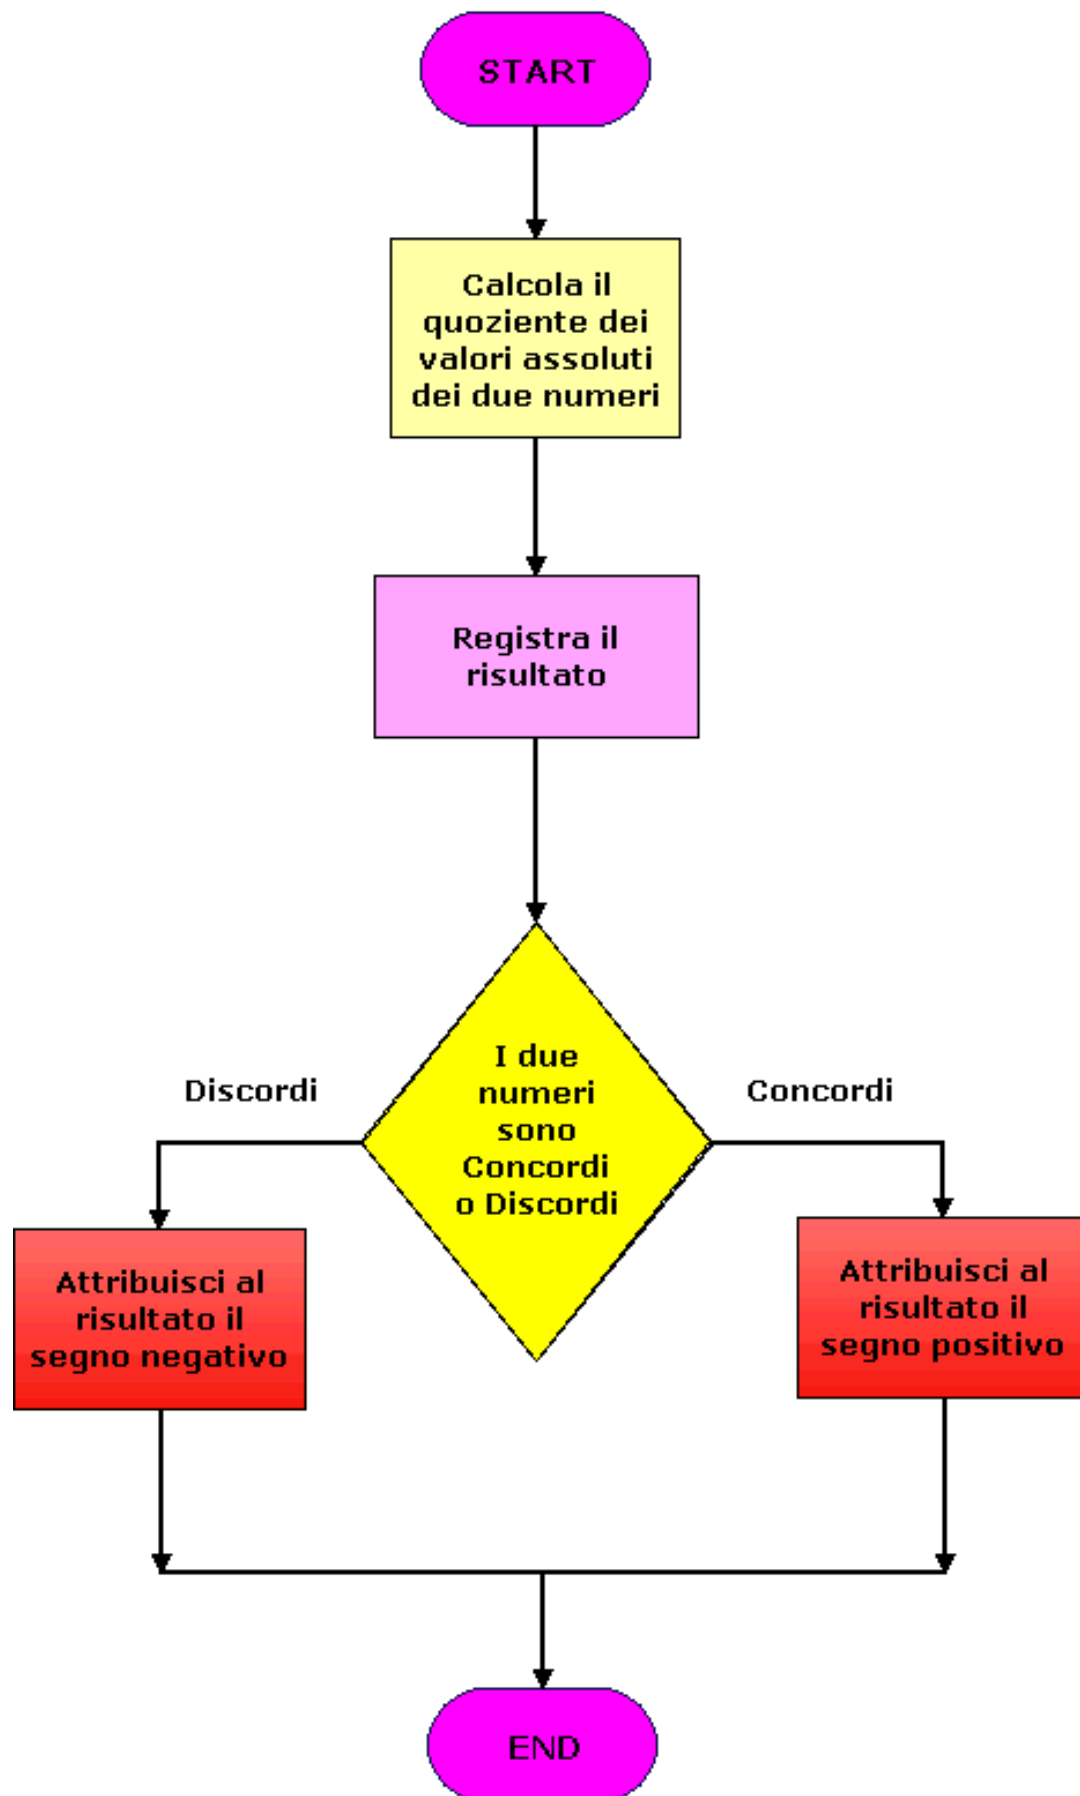 START
Calcola il
quoziente dei
valori assoluti
dei due numeri
Registra il
risultato
I due
numeri
sono
Concordi
o Discordi
Discordi
Concordi
Attribuisci al
risultato il
segno negativo
Attribuisci al
risultato il
segno positivo
END